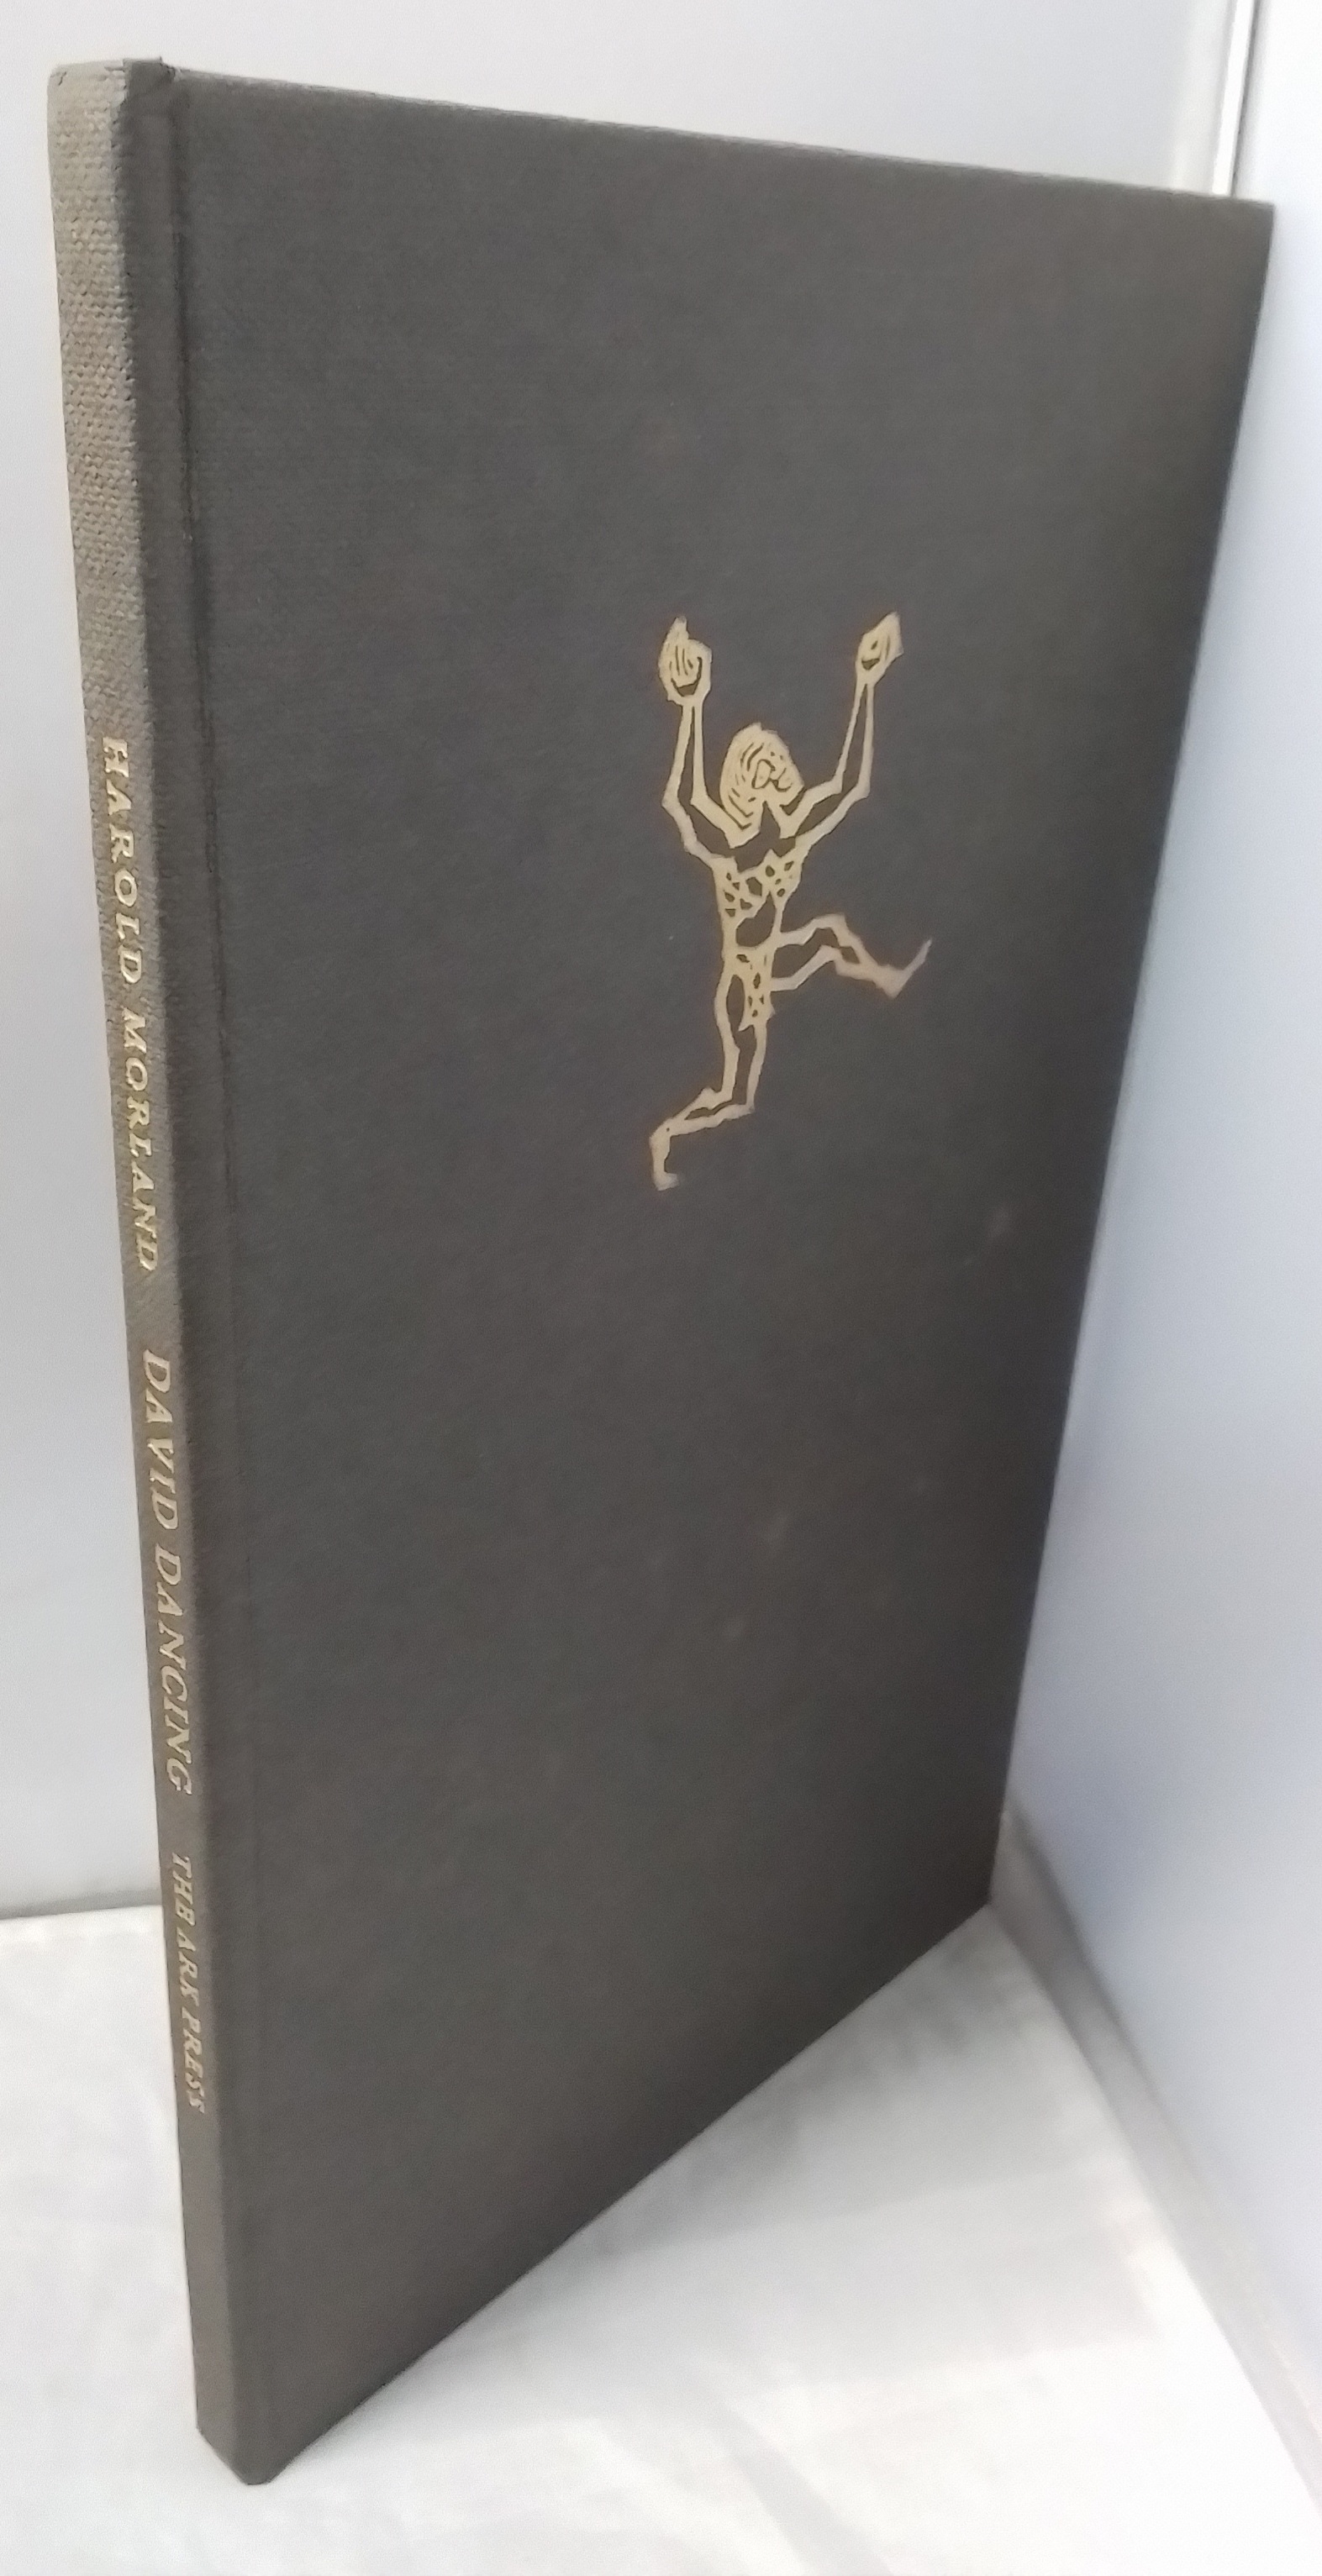 HAROLD MORLAND DAVID DANCING THE ARK PRESS